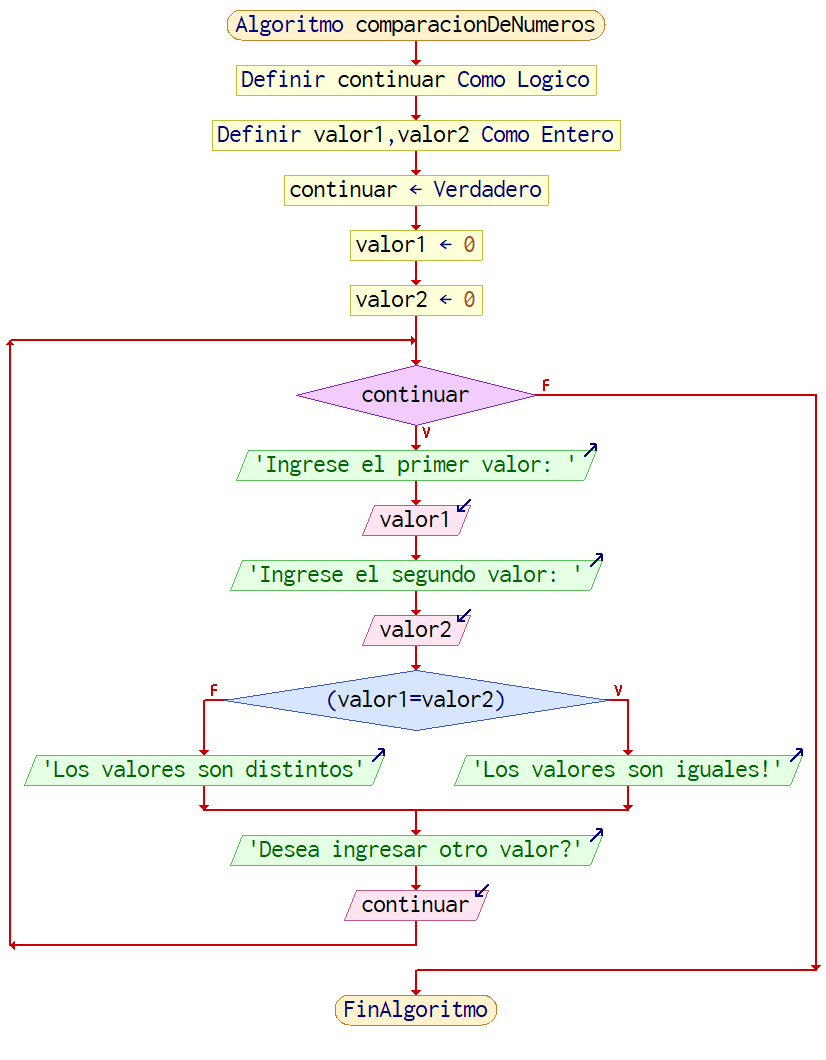 Algoritmo comparacionDeNumeros
Definir continuar Como Logico
Definir valor1,valor2 Como Entero
continuar ← Verdadero
valor1 ← 0
valor2 ← 0
continuar
F
V
'Ingrese el primer valor: '
valor1
'Ingrese el segundo valor: '
valor2
(valor1=valor2)
F
V
'Los valores son distintos'
'Los valores son iguales!'
'Desea ingresar otro valor?'
continuar
FinAlgoritmo